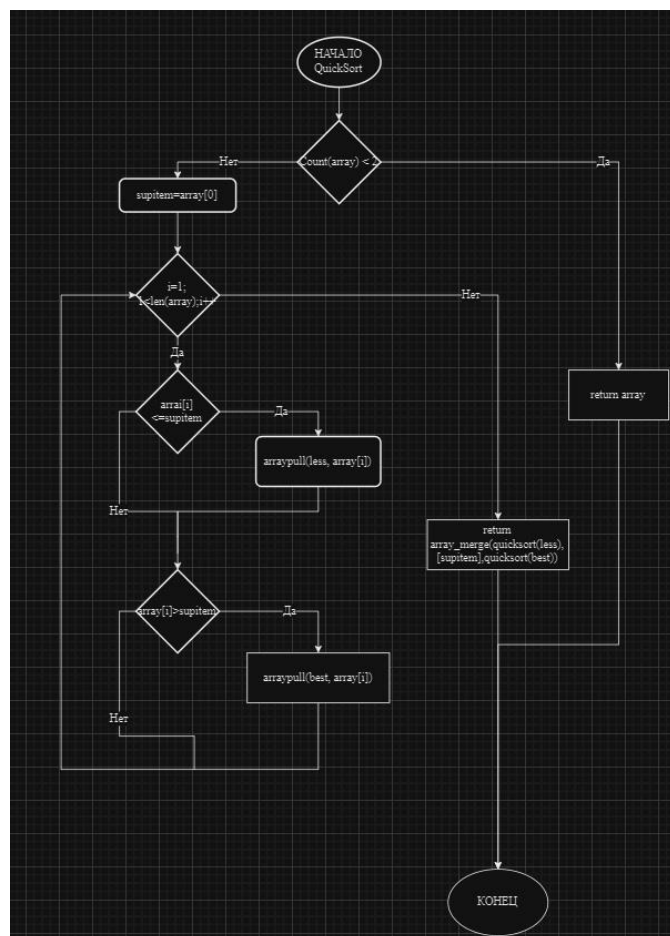 НАЧАЛО
QuickSort
Count(array) < 2
Нет
Да
supitem=array[0]
i=1;
1<len(array);i++
Нет
Да
arrai[i]
<=supitem
Да
return array
arraypull(less, array[i])
Нет
return
array_merge(quicksort(less),
[supitem],quicksort(best))
array[i]>supitem
Да
arraypull(best, array[i])
Нет
КОНЕЦ